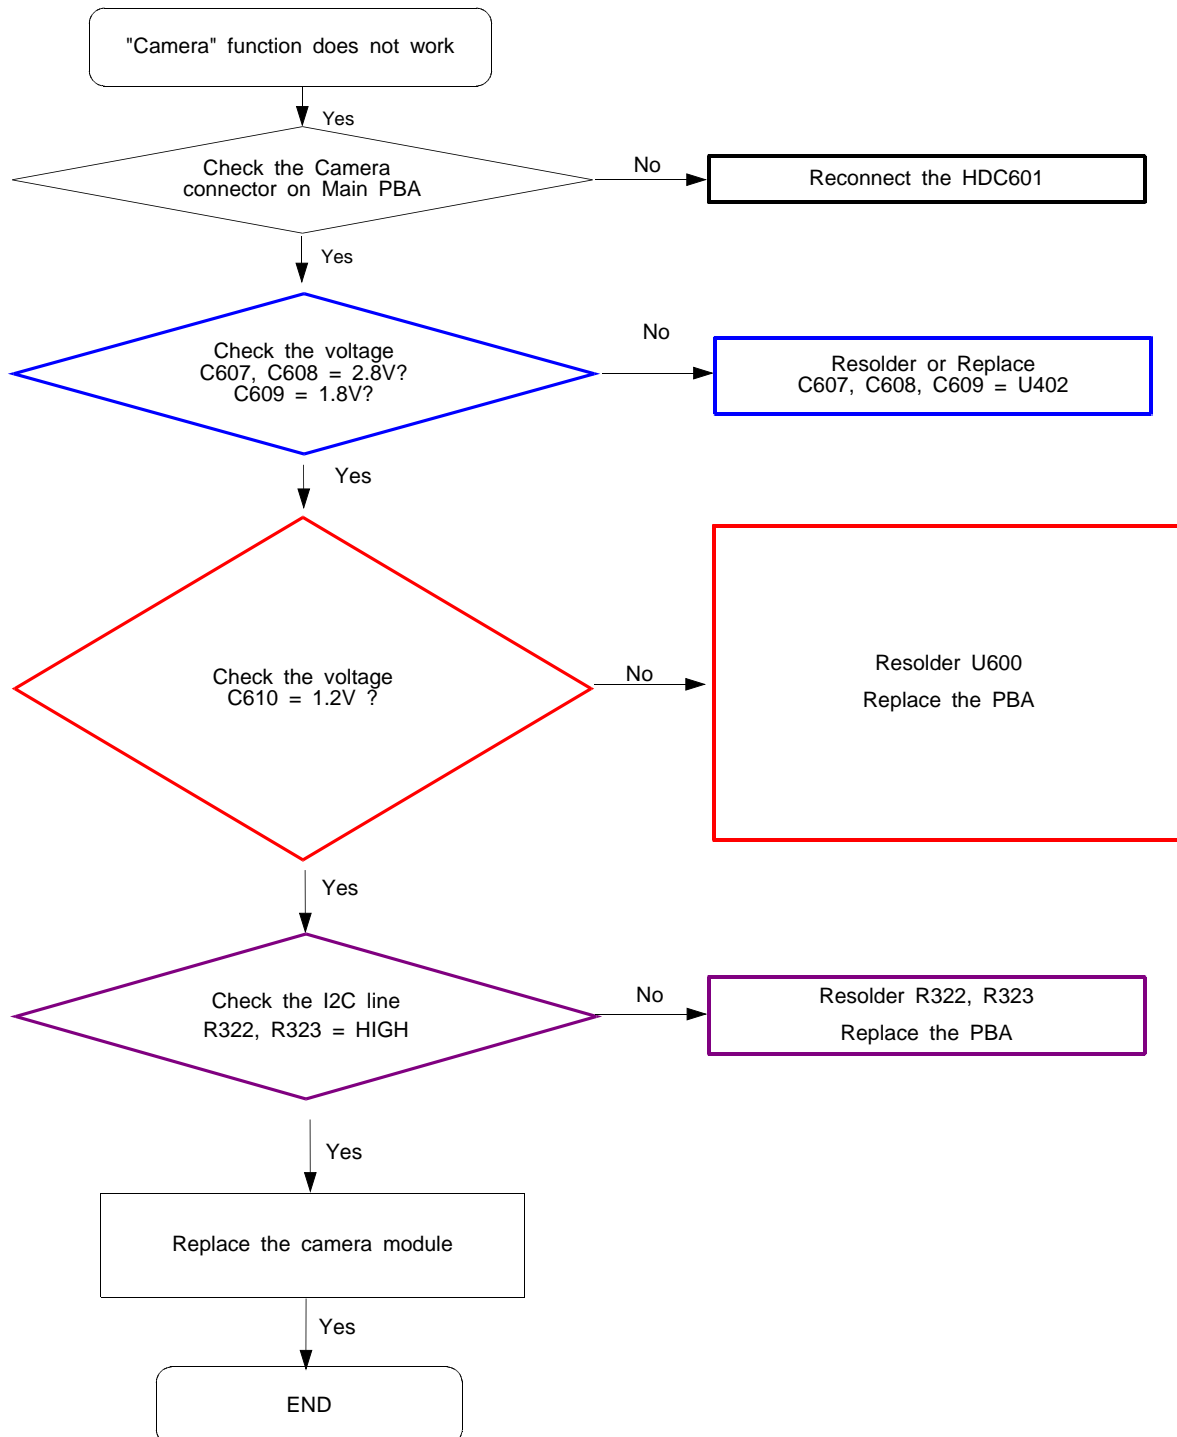 "Camera" function does not work
Yes
Check the Camera
connector on Main PBA
No
Reconnect the HDC601
Yes
Check the voltage
C607, C608 = 2.8V?
C609 = 1.8V?
No
Resolder or Replace
C607, C608, C609 = U402
Yes
Check the voltage
C610 = 1.2V ?
No
Resolder U600
Replace the PBA
Yes
Check the I2C line
R322, R323 = HIGH
No
Resolder R322, R323
Replace the PBA
Yes
Replace the camera module
Yes
END